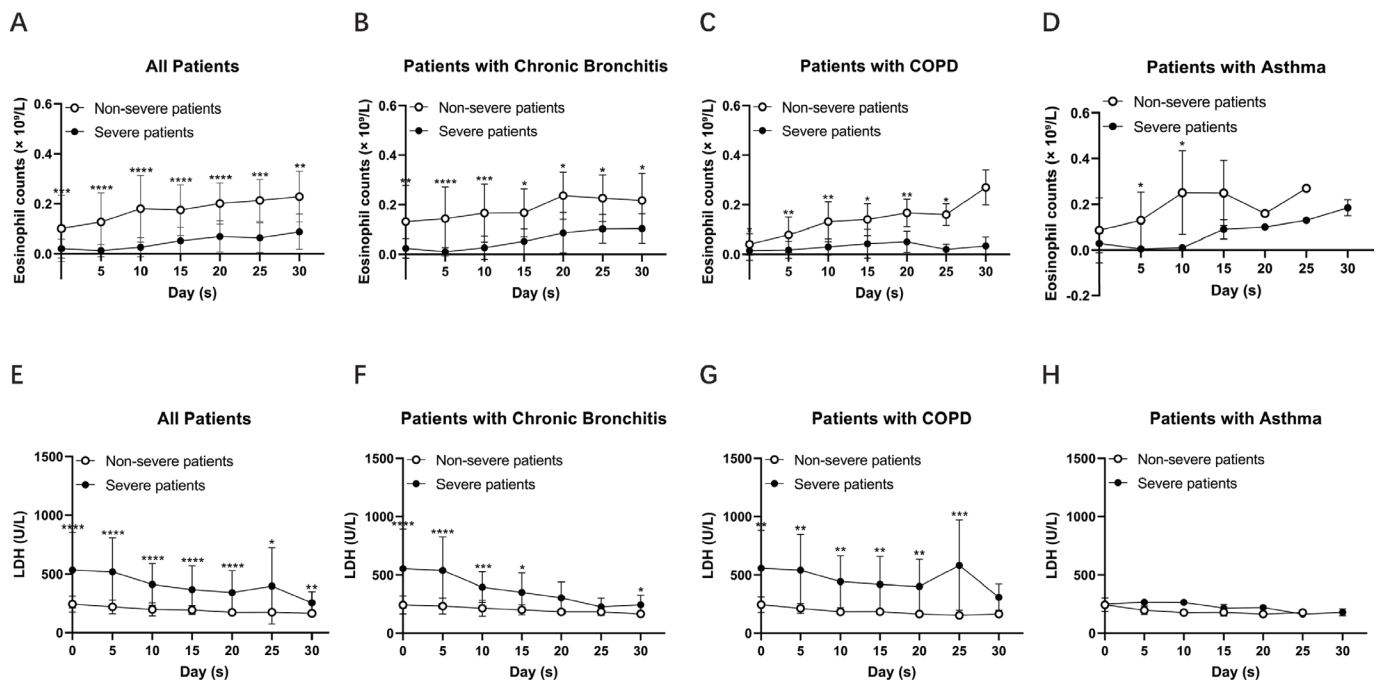 A
All Patients
Eosinophil counts (× 10⁹/L)
0.6
0.4
0.2
0.0
Non-severe patients
Severe patients
***
****
****
****
****
***
**
5
10
15
20
25
30
Day (s)
B
Patients with Chronic Bronchitis
Eosinophil counts (× 10⁹/L)
0.6
0.4
0.2
0.0
Non-severe patients
Severe patients
**
****
***
*
*
*
*
5
10
15
20
25
30
Day (s)
C
Patients with COPD
Eosinophil counts (× 10⁹/L)
0.6
0.4
0.2
0.0
Non-severe patients
Severe patients
**
**
*
**
*
5
10
15
20
25
30
Day (s)
D
Patients with Asthma
Eosinophil counts (× 10⁹/L)
0.6
0.4
0.2
0.0
-0.2
Non-severe patients
Severe patients
*
*
5
10
15
20
25
30
Day (s)
E
All Patients
LDH (U/L)
1500
1000
500
0
Non-severe patients
Severe patients
****
****
****
****
****
*
**
0
5
10
15
20
25
30
Day (s)
F
Patients with Chronic Bronchitis
LDH (U/L)
1500
1000
500
0
Non-severe patients
Severe patients
****
****
***
*
*
0
5
10
15
20
25
30
Day (s)
G
Patients with COPD
LDH (U/L)
1500
1000
500
0
Non-severe patients
Severe patients
**
**
**
**
**
***
0
5
10
15
20
25
30
Day (s)
H
Patients with Asthma
LDH (U/L)
1500
1000
500
0
Non-severe patients
Severe patients
0
5
10
15
20
25
30
Day (s)